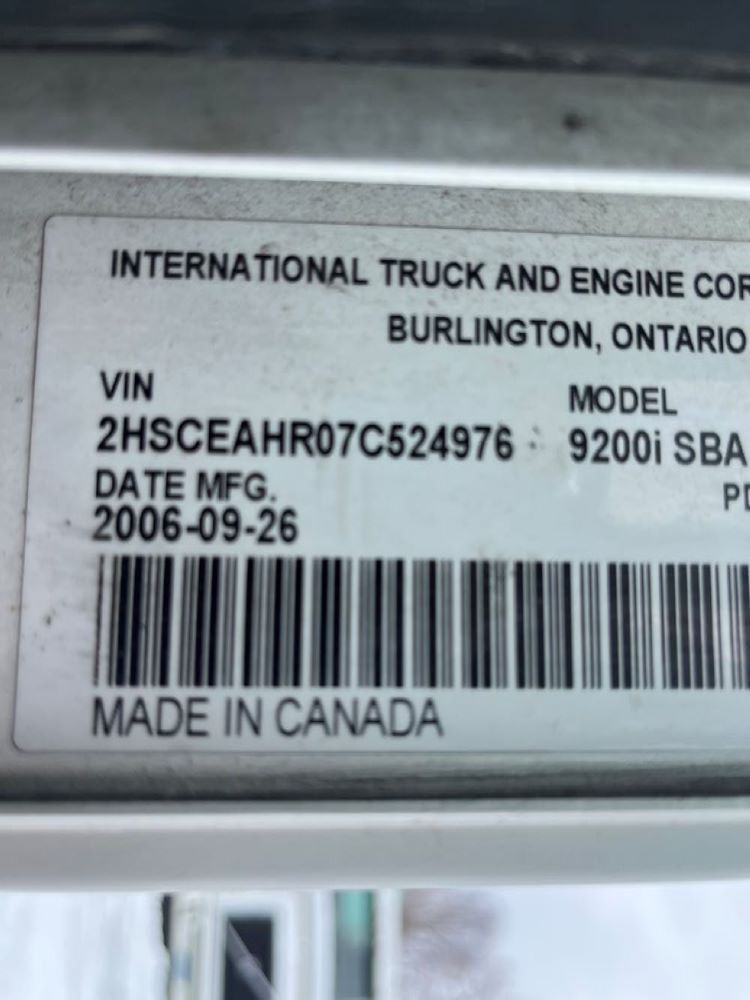 INTERNATIONAL TRUCK AND ENGINE COR
BURLINGTON, ONTARIO
VIN MODEL
2HSCEAHR07C524976 9200i SBA
DATE MFG.
PD
2006-09-26
MADE IN CANADA